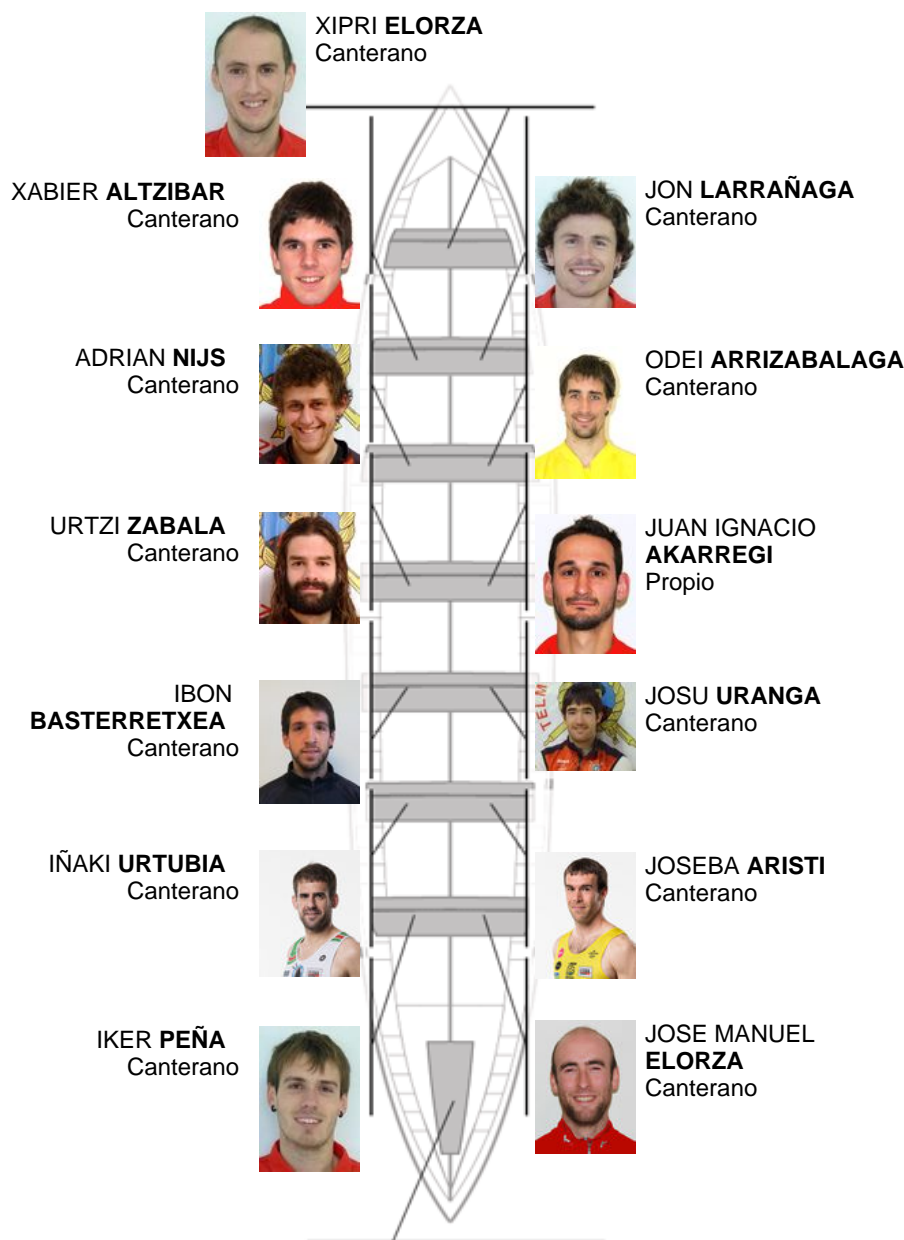 XIPRI ELORZA
Canterano
XABIER ALTZIBAR
Canterano
JON LARRAÑAGA
Canterano
ADRIAN NIJS
Canterano
ODEI ARRIZABALAGA
Canterano
URTZI ZABALA
Canterano
JUAN IGNACIO
AKARREGI
Propio
IBON
BASTERRETXEA
Canterano
JOSU URANGA
Canterano
TELM
IÑAKI URTUBIA
Canterano
JOSEBA ARISTI
Canterano
IKER PEÑA
Canterano
JOSE MANUEL
ELORZA
Canterano